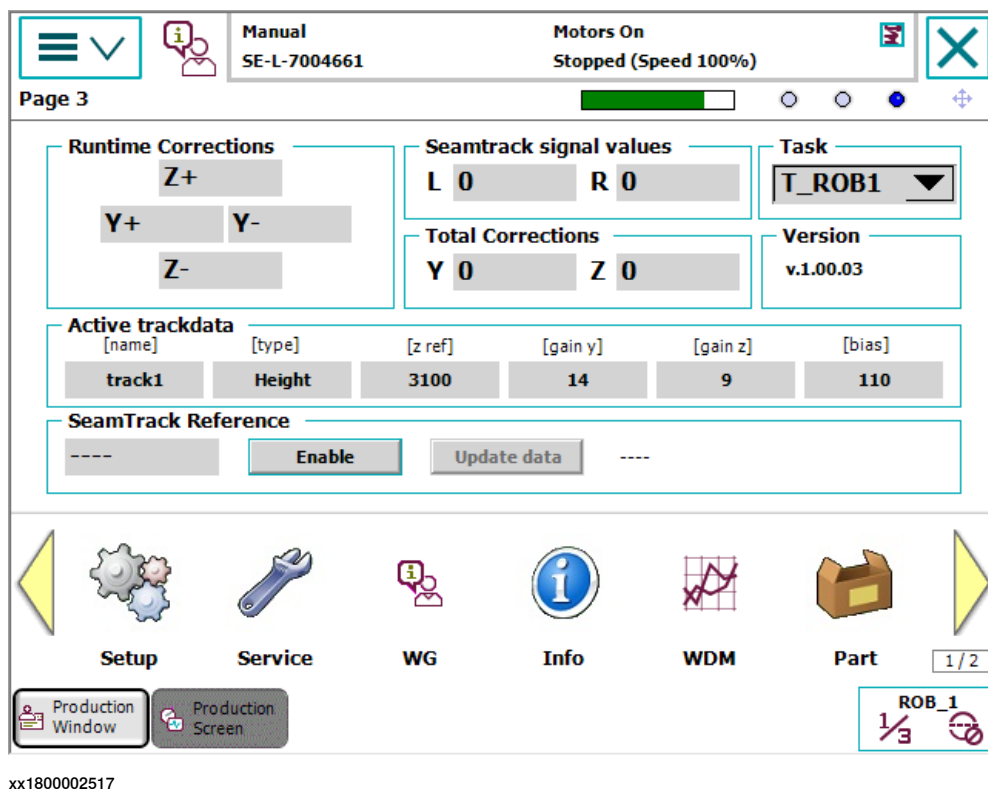 Manual
SE-L-7004661
Motors On
Stopped (Speed 100%)
Page 3
Runtime Corrections
Z+
Y+ Y-
Z-
Seamtrack signal values
L 0 R 0
Total Corrections
Y 0 Z 0
Task
T_ROB1
Version
v.1.00.03
Active trackdata
[name] [type] [z ref] [gain y] [gain z] [bias]
track1 Height 3100 14 9 110
SeamTrack Reference
---- Enable Update data ----
Setup Service WG Info WDM Part 1 / 2
Production
Window
Production
Screen
ROB_1
1/3
xx1800002517